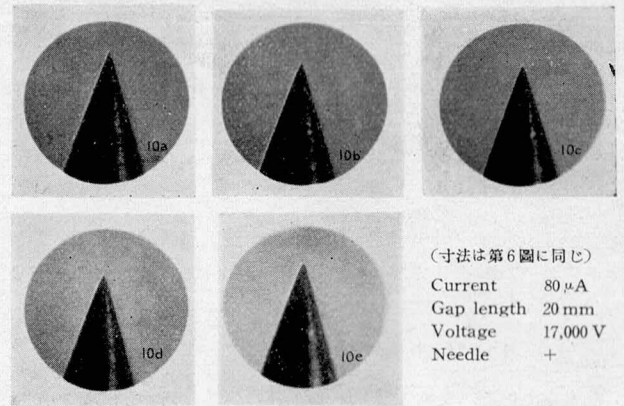 10a
10b
10c
10d
10e
(寸法は第6圖に同じ)
Current 80 μA
Gap length 20 mm
Voltage 17,000 V
Needle +